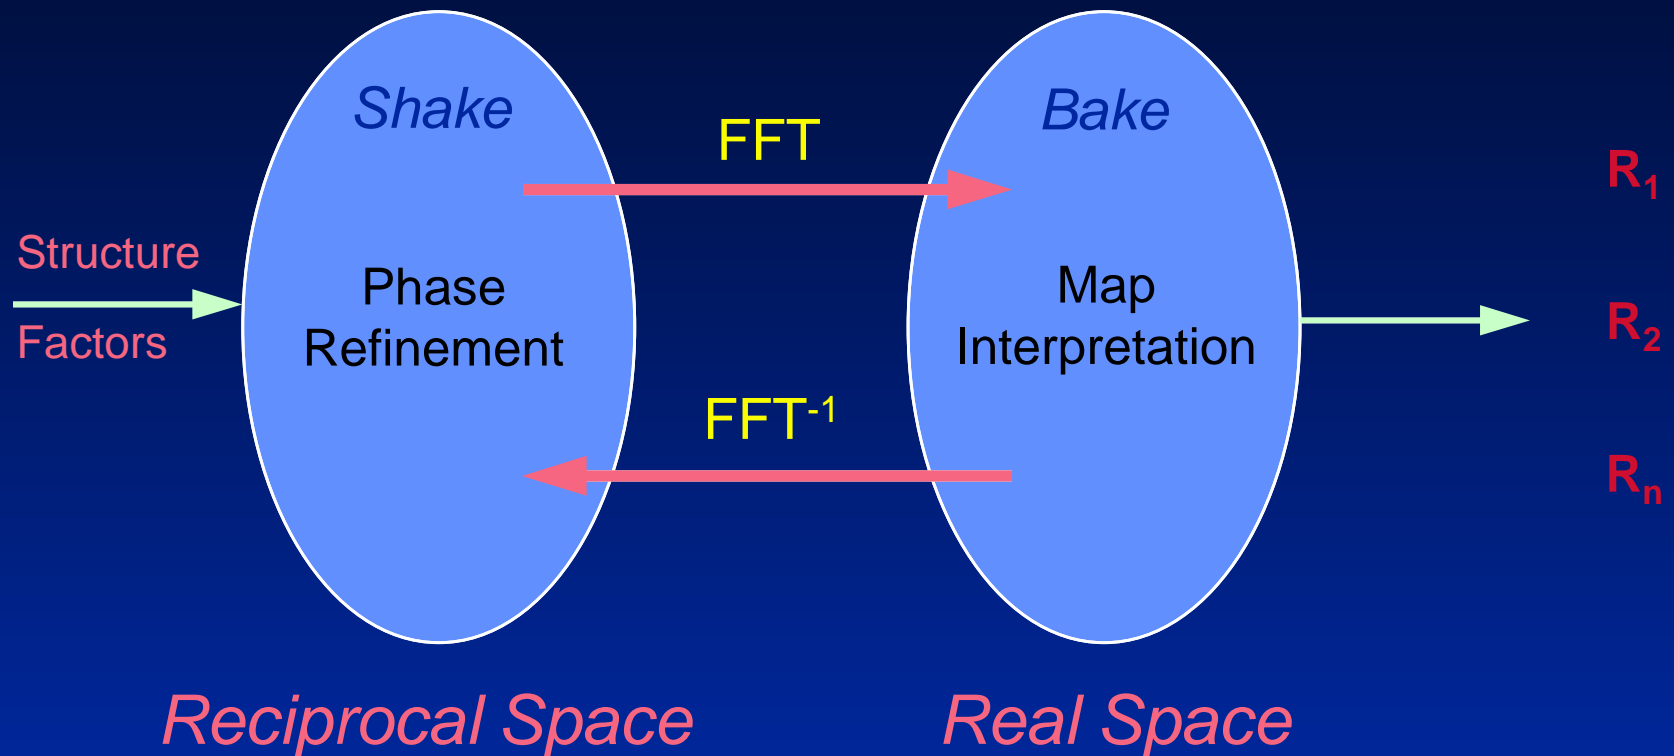 Shake
Bake
FFT
R₁
Structure
Factors
Phase
Refinement
Map
Interpretation
R₂
FFT⁻¹
Rₙ
Reciprocal Space
Real Space